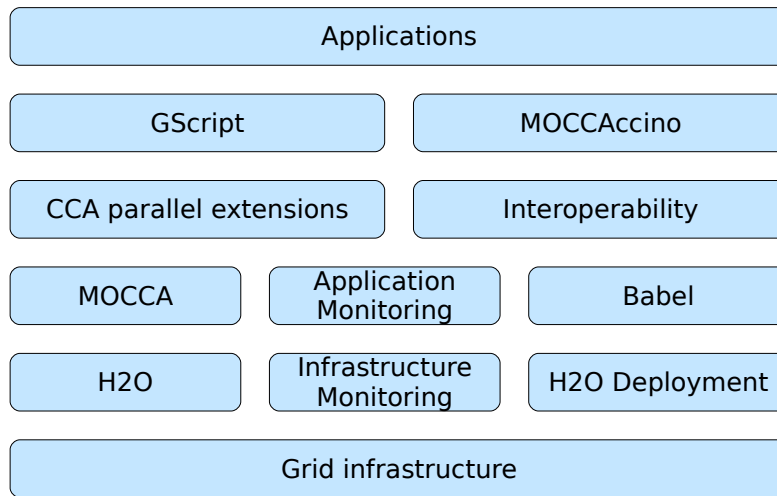 Applications
GScript
MOCCAccino
CCA parallel extensions
Interoperability
MOCCA
Application
Monitoring
Babel
H2O
Infrastructure
Monitoring
H2O Deployment
Grid infrastructure